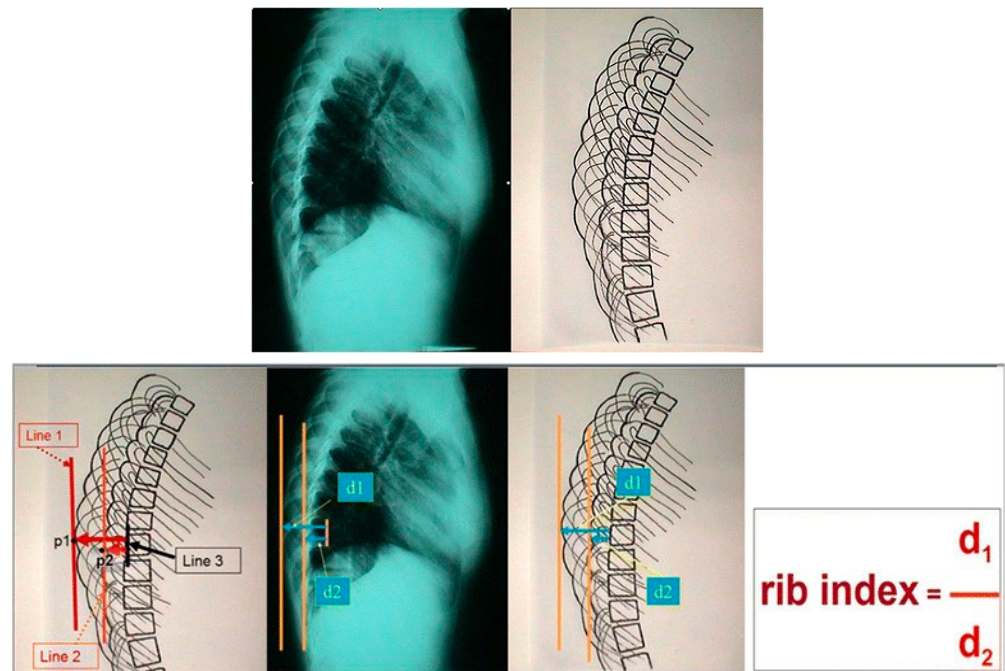 Line 1
p1
p2
Line 3
Line 2
d1
d2
d1
d2
rib index = d₁
d₂